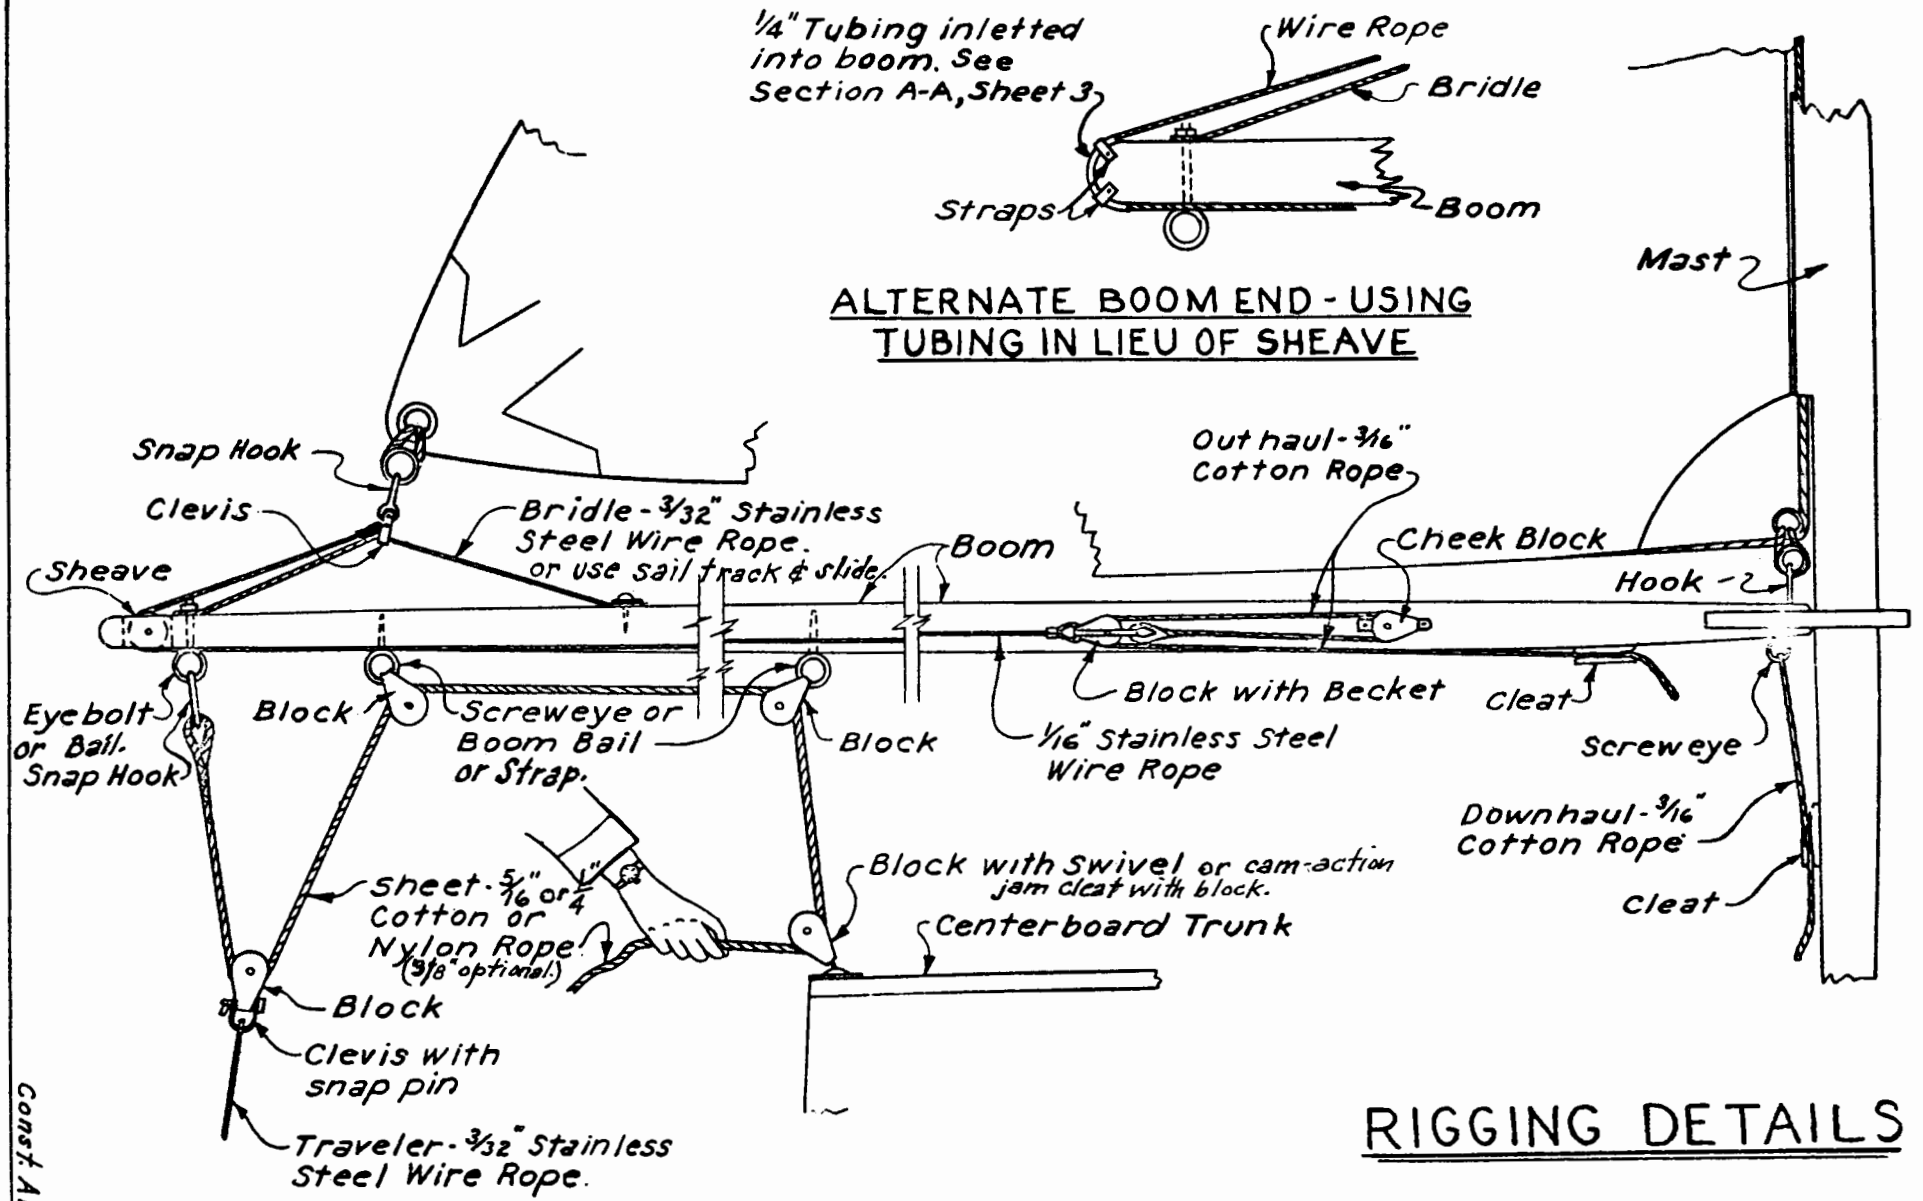 1/4" Tubing inletted
into boom. See
Section A-A, Sheet 3
Wire Rope
Bridle
Straps
Boom
ALTERNATE BOOM END - USING
TUBING IN LIEU OF SHEAVE
Mast
Snap Hook
Clevis
Sheave
Bridle - 3/32" Stainless
Steel Wire Rope.
or use sail track & slide.
Boom
Outhaul - 3/16"
Cotton Rope
Cheek Block
Hook
Eyebolt
or Bail.
Snap Hook
Block
Screweye or
Boom Bail
or Strap.
Block
Block with Becket
1/16" Stainless Steel
Wire Rope
Cleat
Screweye
Downhaul - 3/16"
Cotton Rope
Cleat
Sheet - 5/16" or 1/4"
Cotton or
Nylon Rope
(3/8" optional.)
Block with Swivel or cam-action
jam cleat with block.
Centerboard Trunk
Block
Clevis with
snap pin
Traveler - 3/32" Stainless
Steel Wire Rope.
RIGGING DETAILS
Const.